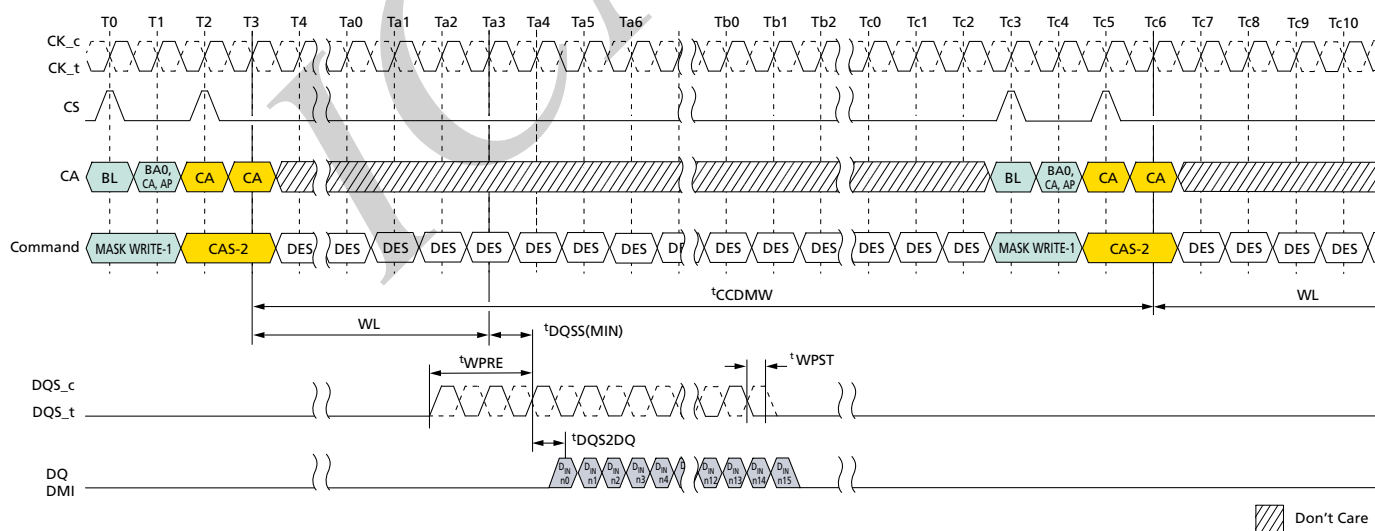 T0 T1 T2 T3 T4 Ta0 Ta1 Ta2 Ta3 Ta4 Ta5 Ta6 Tb0 Tb1 Tb2 Tc0 Tc1 Tc2 Tc3 Tc4 Tc5 Tc6 Tc7 Tc8 Tc9 Tc10
CK_c
CK_t
CS
CA BL BA0, CA, AP CA CA BL BA0, CA, AP CA CA
Command MASK WRITE-1 CAS-2 DES DES DES DES DES DES DES DES DES DES DES DES DES DES MASK WRITE-1 CAS-2 DES DES DES DES
tCCDMW WL
WL tDQSS(MIN)
tWPRE tWPST
DQS_c
DQS_t
tDQS2DQ
DQ DIN n0 DIN n1 DIN n2 DIN n3 DIN n4 DIN n12 DIN n13 DIN n14 DIN n15
DMI
Don't Care